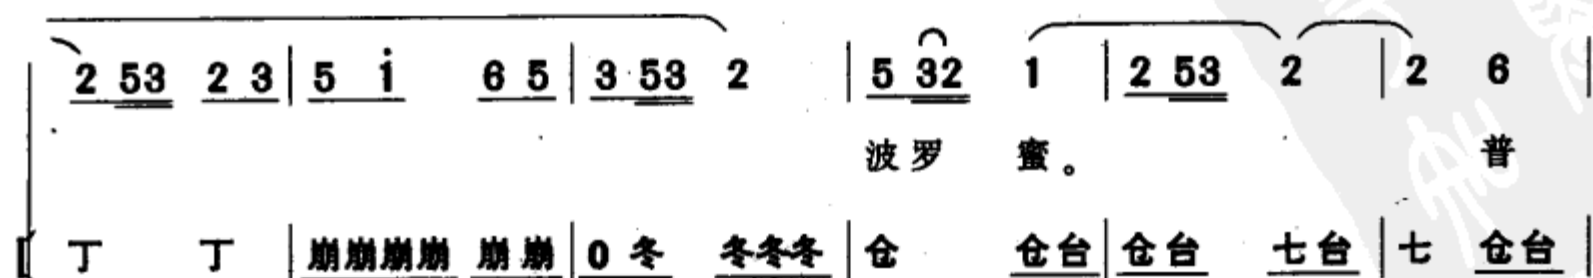 2 53 2 3 | 5 i 6 5 | 3 53 2 | 5 32 1 | 2 53 2 | 2 6 |
波罗 蜜。 普
丁 丁 | 崩崩崩崩 崩崩 | 0 冬 冬冬冬 | 仓 仓台 | 仓台 七台 | 七 仓台 |